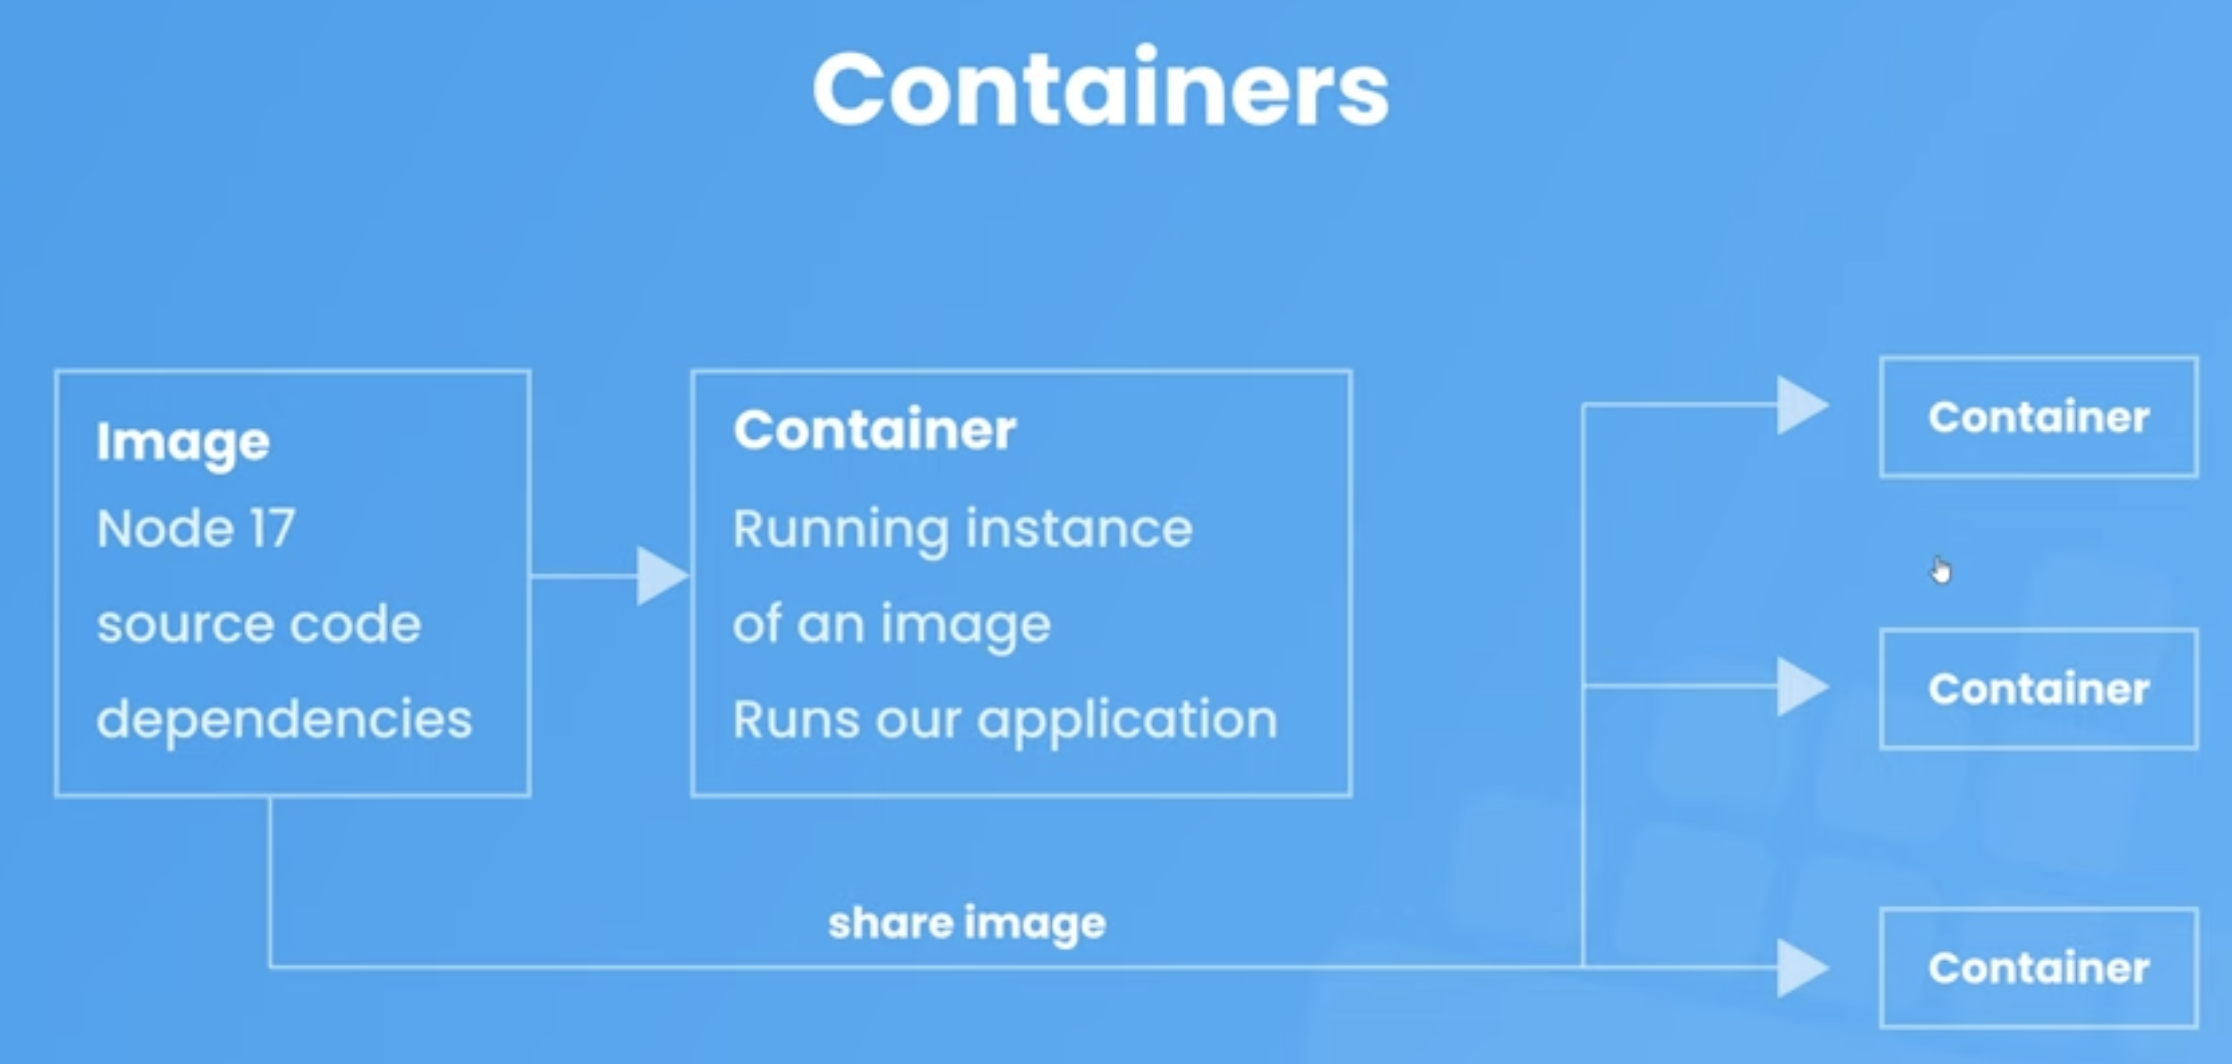 Containers
Image
Node 17
source code
dependencies
Container
Running instance
of an image
Runs our application
share image
Container
Container
Container